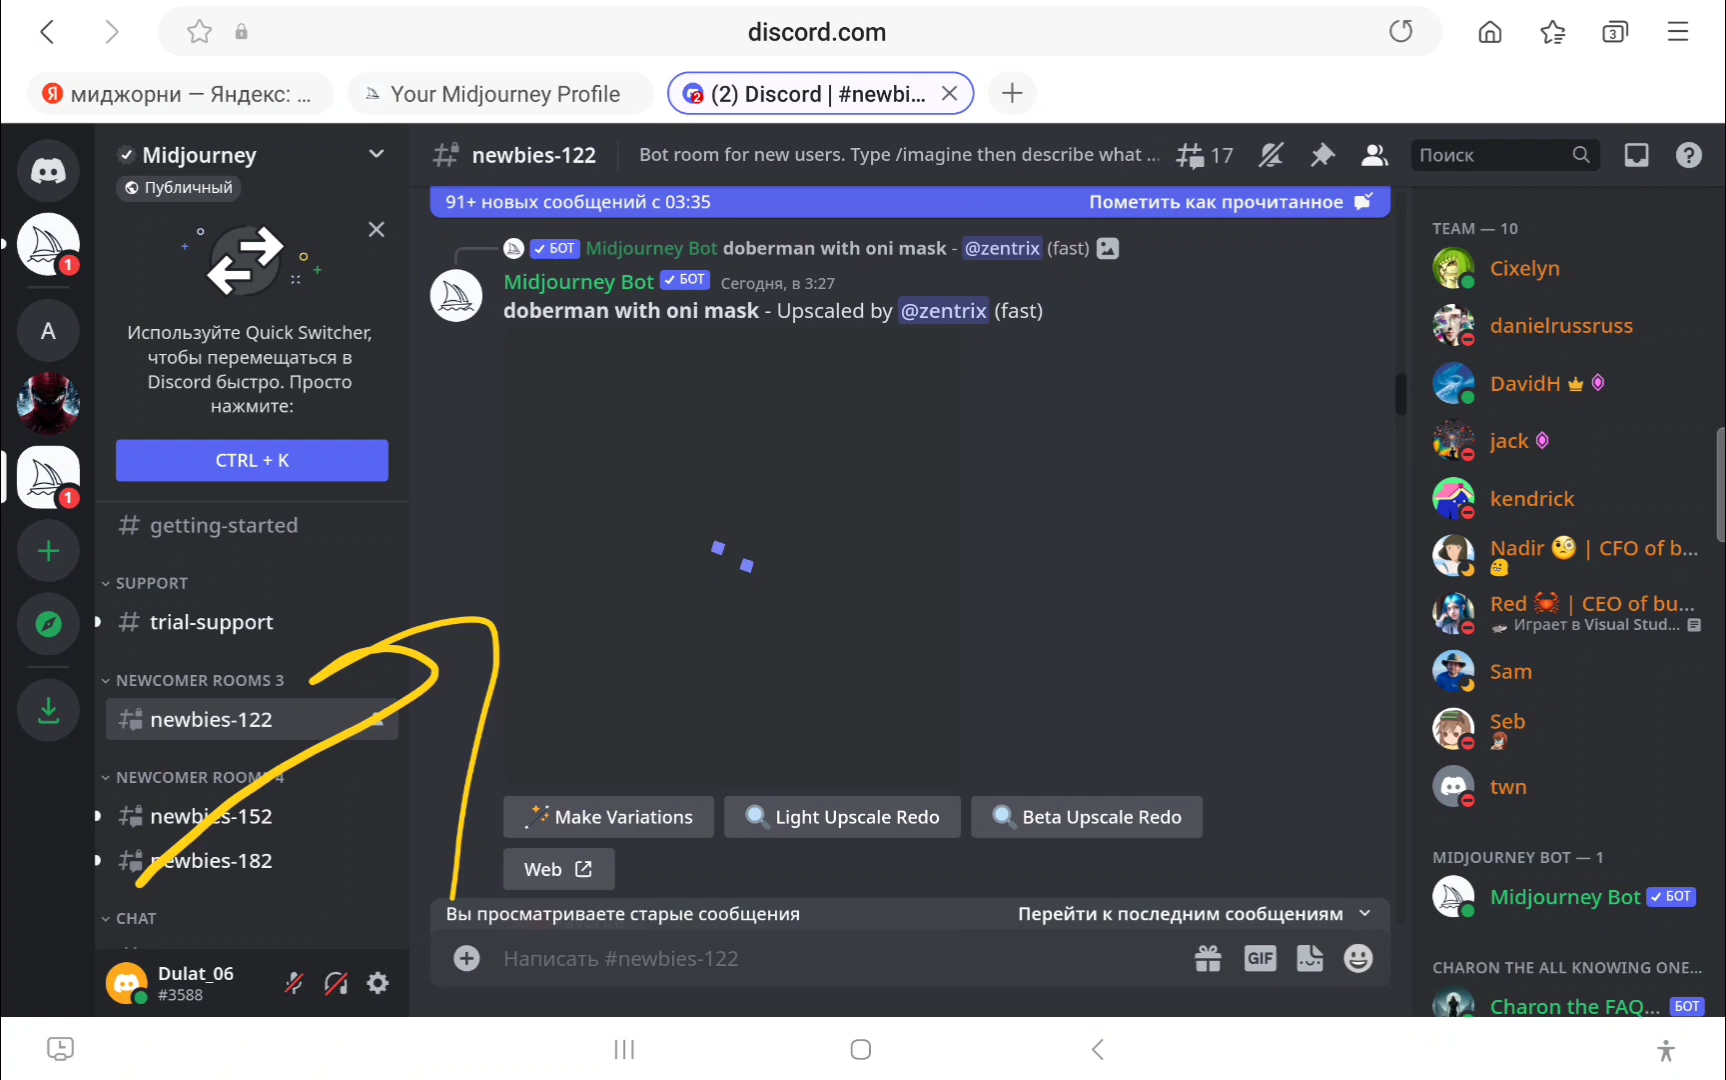 discord.com
3
Я миджорни — Яндекс: ...
Your Midjourney Profile
2 (2) Discord | #newbi...
Midjourney
Публичный
newbies-122
Bot room for new users. Type /imagine then describe what ...
17
Поиск
91+ новых сообщений с 03:35
Пометить как прочитанное
1
A
1
Используйте Quick Switcher,
чтобы перемещаться в
Discord быстро. Просто
нажмите:
CTRL + K
getting-started
SUPPORT
trial-support
NEWCOMER ROOMS 3
newbies-122
NEWCOMER ROOMS 4
newbies-152
newbies-182
CHAT
Dulat_06
#3588
БОТ Midjourney Bot doberman with oni mask - @zentrix (fast)
Midjourney Bot БОТ Сегодня, в 3:27
doberman with oni mask - Upscaled by @zentrix (fast)
Make Variations
Light Upscale Redo
Beta Upscale Redo
Web
Вы просматриваете старые сообщения
Перейти к последним сообщениям
Написать #newbies-122
GIF
TEAM — 10
Cixelyn
danielrussruss
DavidH
jack
kendrick
Nadir | CFO of b...
Red | CEO of bu...
Играет в Visual Stud...
Sam
Seb
twn
MIDJOURNEY BOT — 1
Midjourney Bot БОТ
CHARON THE ALL KNOWING ONE...
Charon the FAQ... БОТ